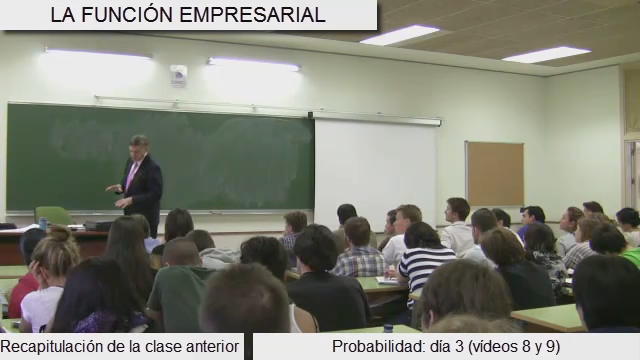 LA FUNCIÓN EMPRESARIAL
Recapitulación de la clase anterior
Probabilidad: día 3 (vídeos 8 y 9)